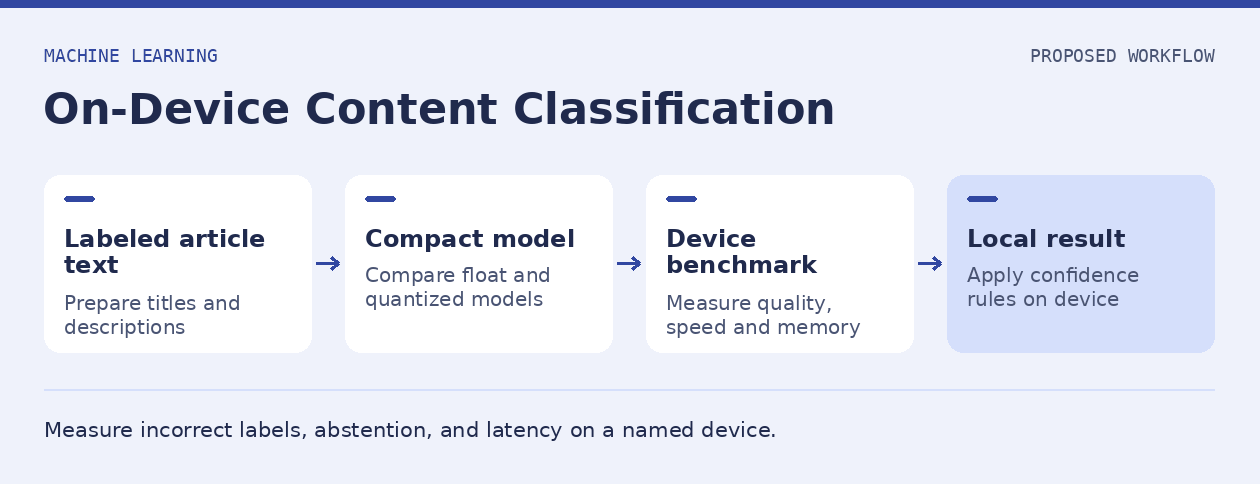 MACHINE LEARNING
PROPOSED WORKFLOW
On-Device Content Classification
Labeled article
text
Prepare titles and
descriptions
Compact model
Compare float and
quantized models
Device
benchmark
Measure quality,
speed and memory
Local result
Apply confidence
rules on device
Measure incorrect labels, abstention, and latency on a named device.